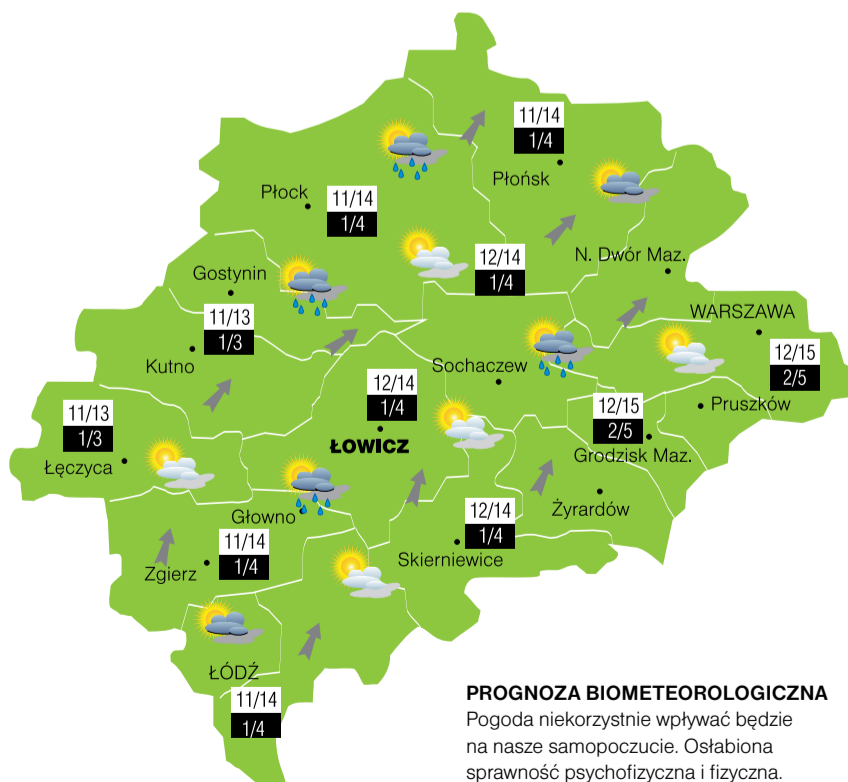 11/14
1/4
Płońsk
Płock
11/14
1/4
12/14
1/4
N. Dwór Maz.
Gostynin
11/13
1/3
Kutno
WARSZAWA
12/15
2/5
Sochaczew
12/14
1/4
ŁOWICZ
Pruszków
12/15
2/5
Grodzisk Maz.
11/13
1/3
Łęczyca
Żyrardów
Głowno
12/14
1/4
Skierniewice
11/14
1/4
Zgierz
ŁÓDŹ
11/14
1/4
PROGNOZA BIOMETEOROLOGICZNA
Pogoda niekorzystnie wpływać będzie
na nasze samopoczucie. Osłabiona
sprawność psychofizyczna i fizyczna.